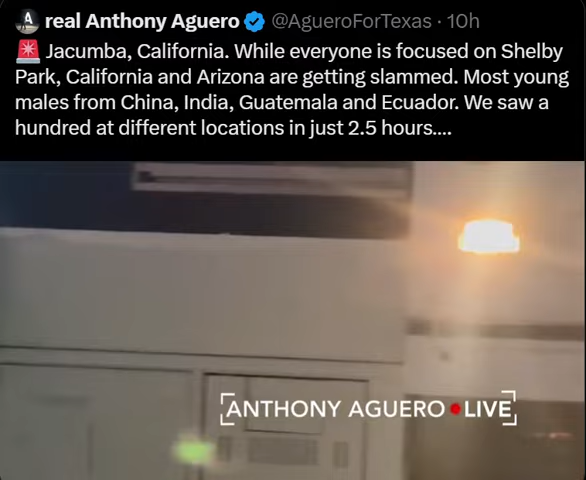 real Anthony Aguero @AgueroForTexas · 10h
🚨 Jacumba, California. While everyone is focused on Shelby
Park, California and Arizona are getting slammed. Most young
males from China, India, Guatemala and Ecuador. We saw a
hundred at different locations in just 2.5 hours....
ANTHONY AGUERO LIVE